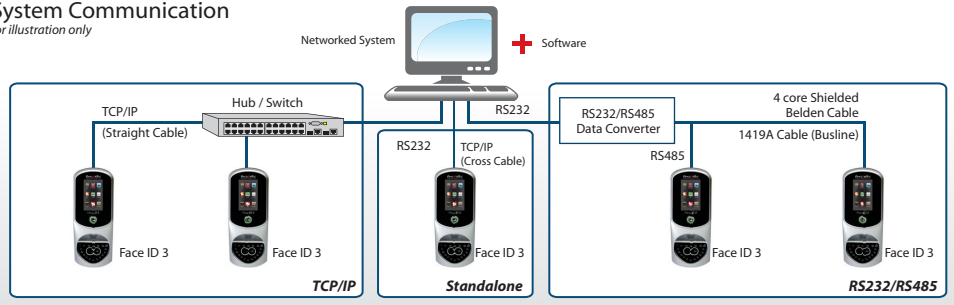 System Communication
or illustration only
Networked System
Software
TCP/IP
(Straight Cable)
Hub / Switch
Face ID 3
Face ID 3
TCP/IP
RS232
TCP/IP
(Cross Cable)
Face ID 3
Standalone
RS232
RS232/RS485
Data Converter
4 core Shielded
Belden Cable
1419A Cable (Busline)
RS485
Face ID 3
Face ID 3
RS232/RS485